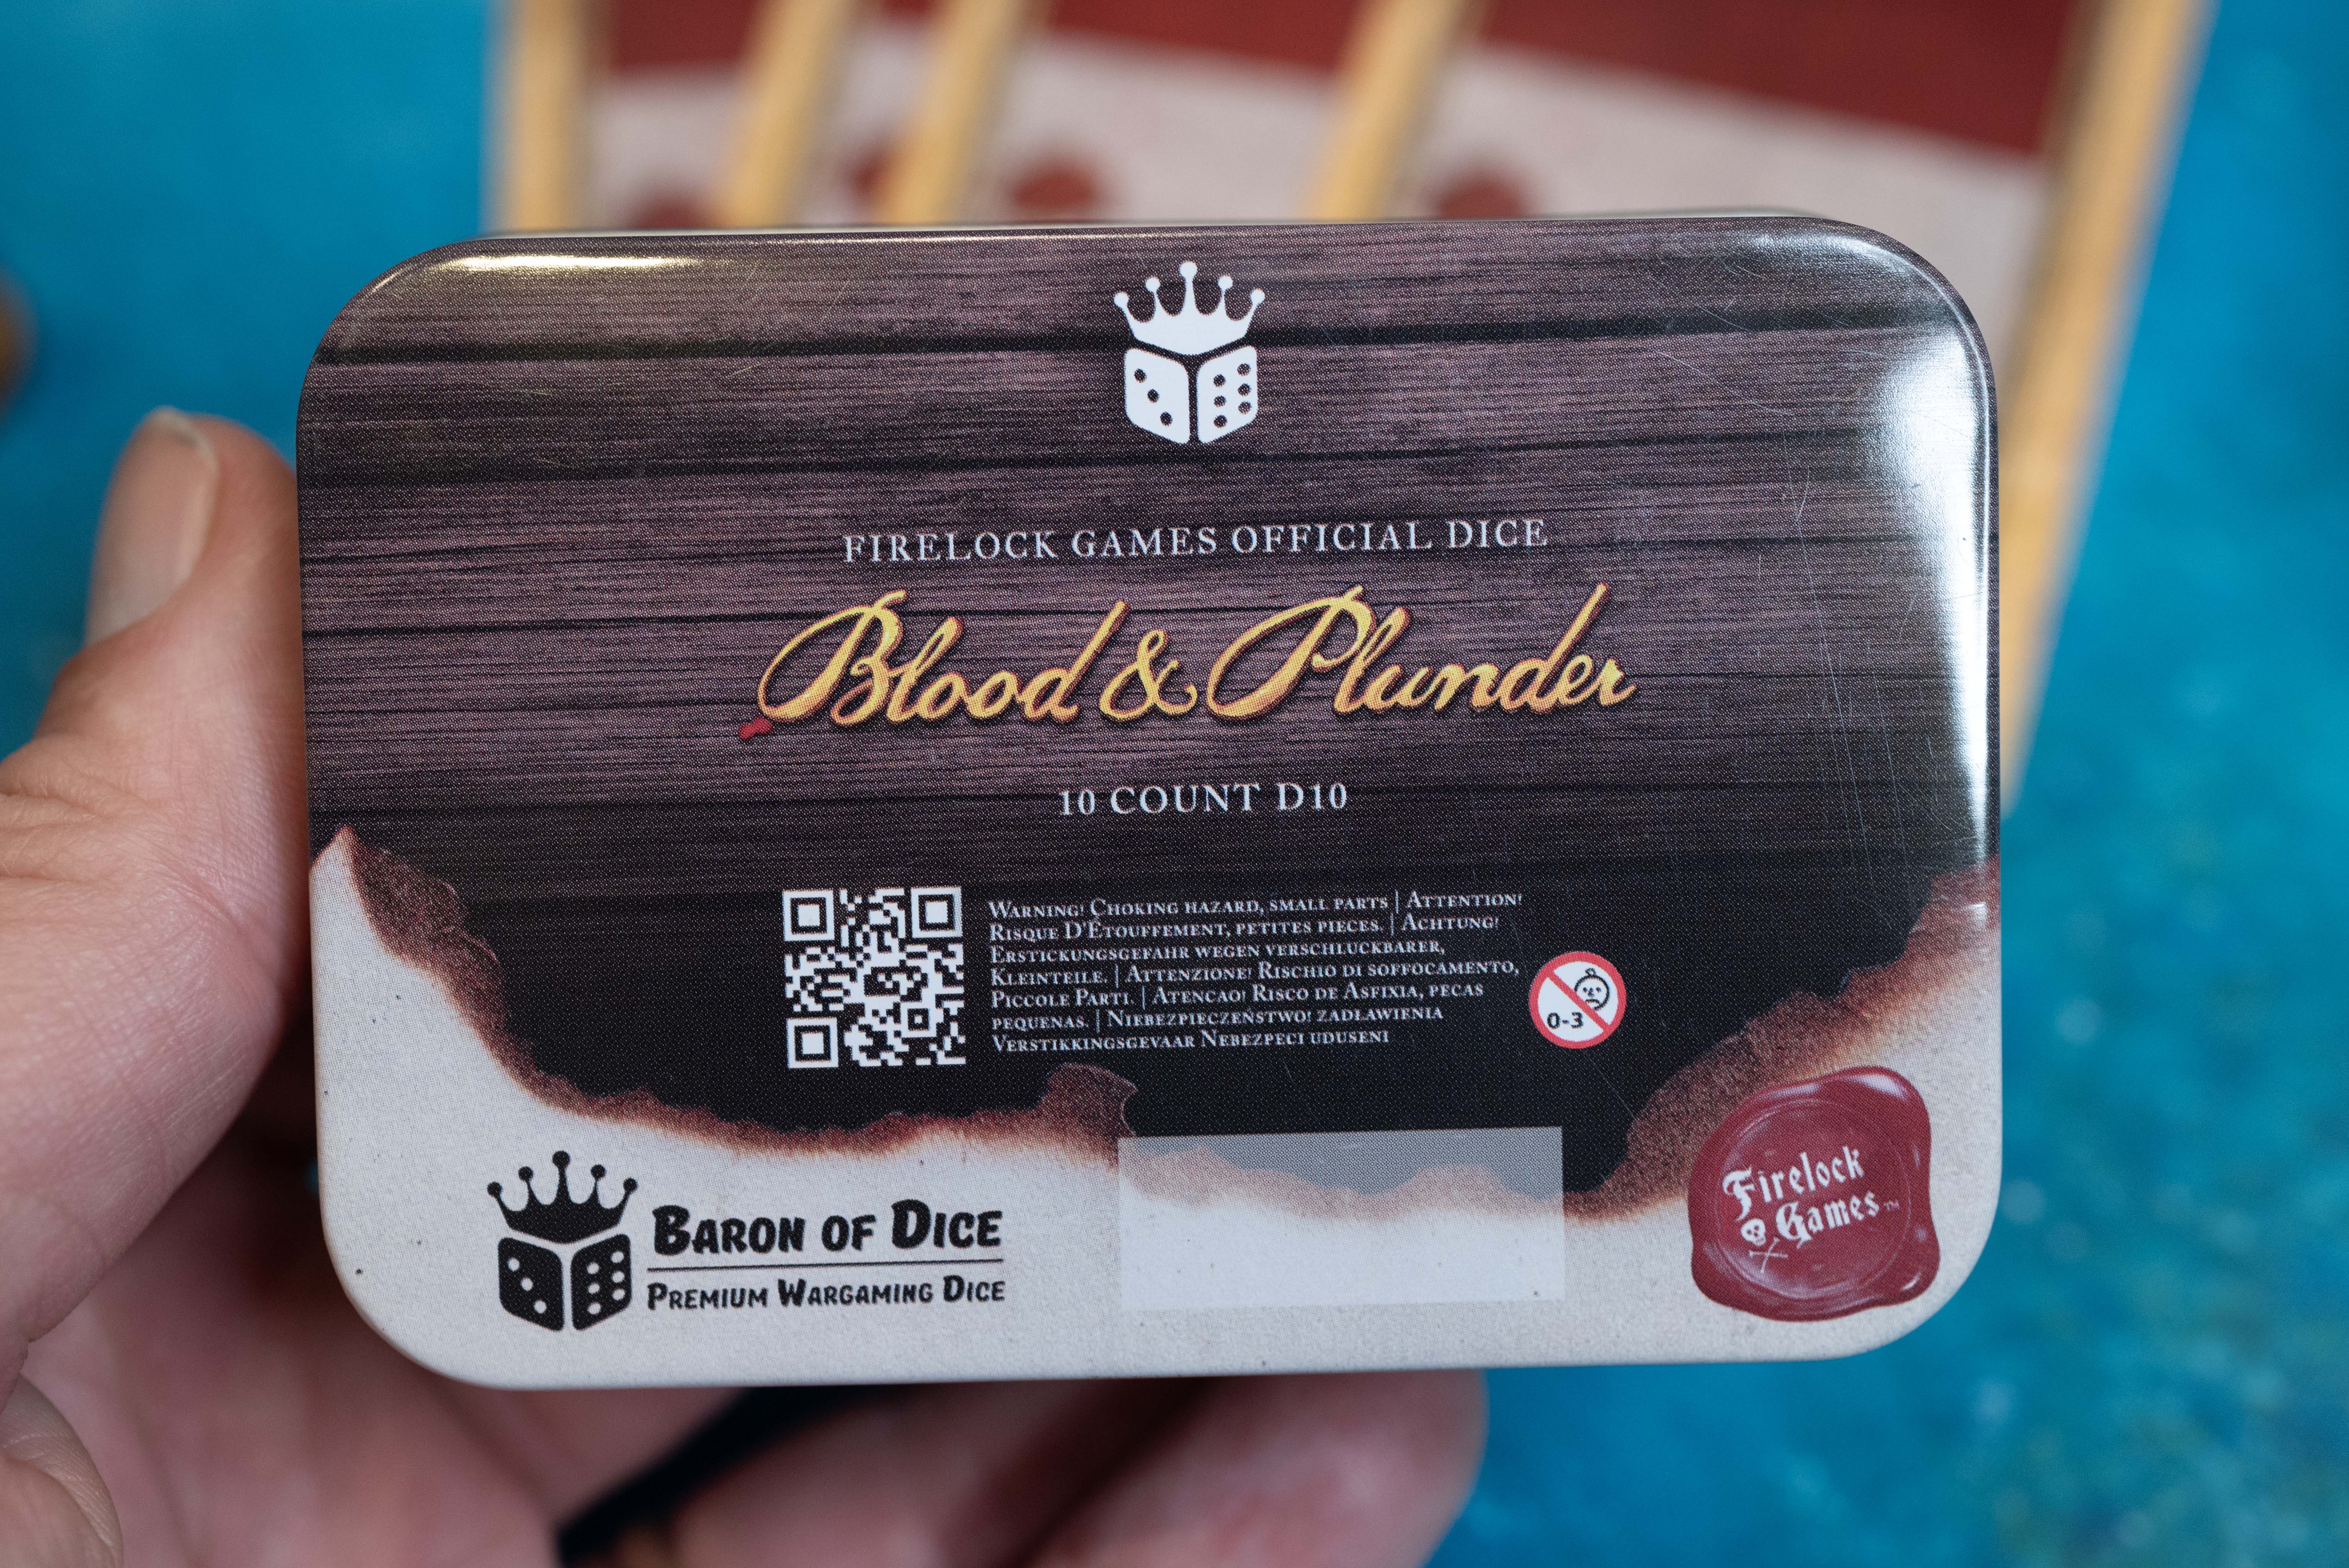 FIRELOCK GAMES OFFICIAL DICE
Blood & Plunder
10 COUNT D10
WARNING! CHOKING HAZARD, SMALL PARTS | ATTENTION!
RISQUE D'ÉTOUFFEMENT, PETITES PIECES. | ACHTUNG!
ERSTICKUNGSGEFAHR WEGEN VERSCHLUCKBARER,
KLEINTEILE. | ATTENZIONE! RISCHIO DI SOFFOCAMENTO,
PICCOLE PARTI. | ATENCAO! RISCO DE ASFIXIA, PECAS
PEQUENAS. | NIEBEZPIECZEŃSTWO! ZADŁAWIENIA
VERSTIKKINGSGEVAAR NEBEZPECI UDUSENI
0-3
BARON OF DICE
PREMIUM WARGAMING DICE
Firelock
Games™